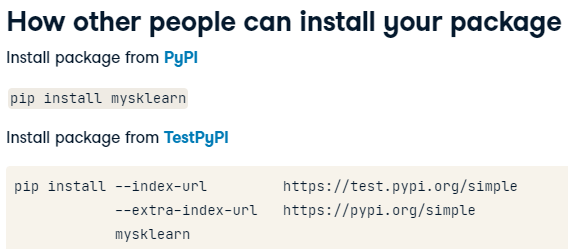 How other people can install your package
Install package from PyPI
pip install mysklearn
Install package from TestPyPI
pip install --index-url https://test.pypi.org/simple
--extra-index-url https://pypi.org/simple
mysklearn